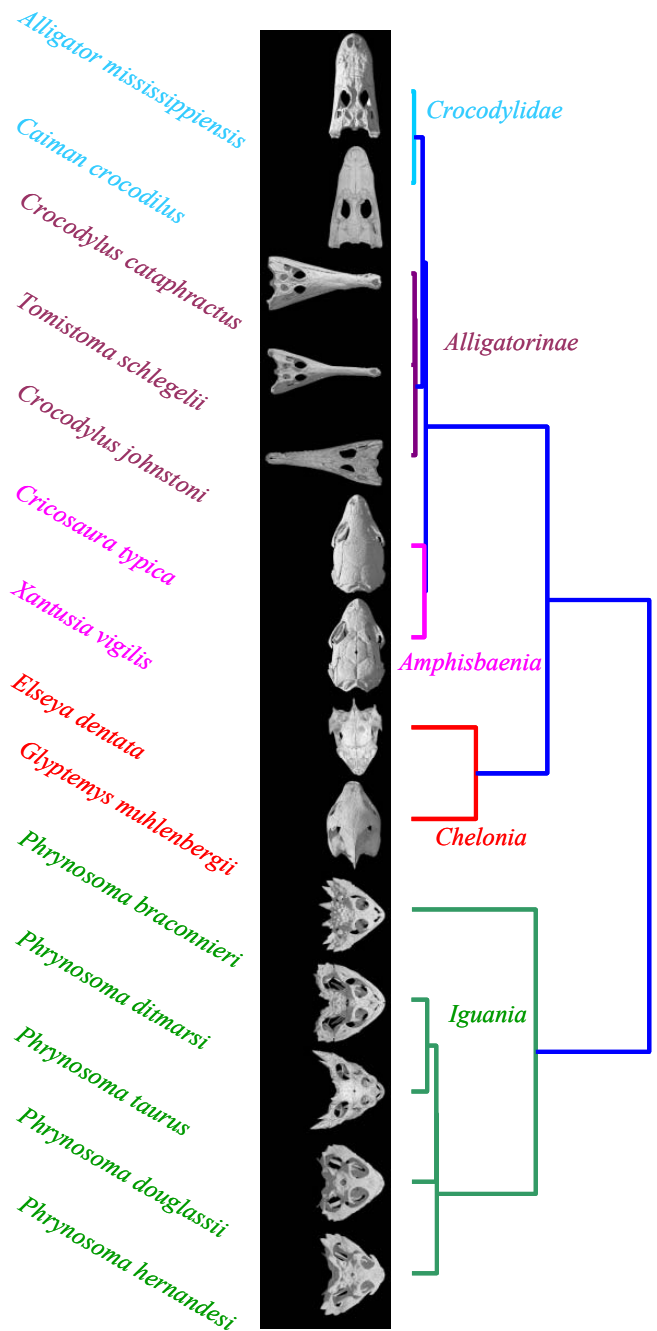 Alligator mississippiensis
Caiman crocodilus
Crocodylus cataphractus
Tomistoma schlegelii
Crocodylus johnstoni
Cricosaura typica
Xantusia vigilis
Elseya dentata
Glyptemys muhlenbergii
Phrynosoma braconnieri
Phrynosoma ditmarsi
Phrynosoma taurus
Phrynosoma douglassii
Phrynosoma hernandesi
Crocodylidae
Alligatorinae
Amphisbaenia
Chelonia
Iguania